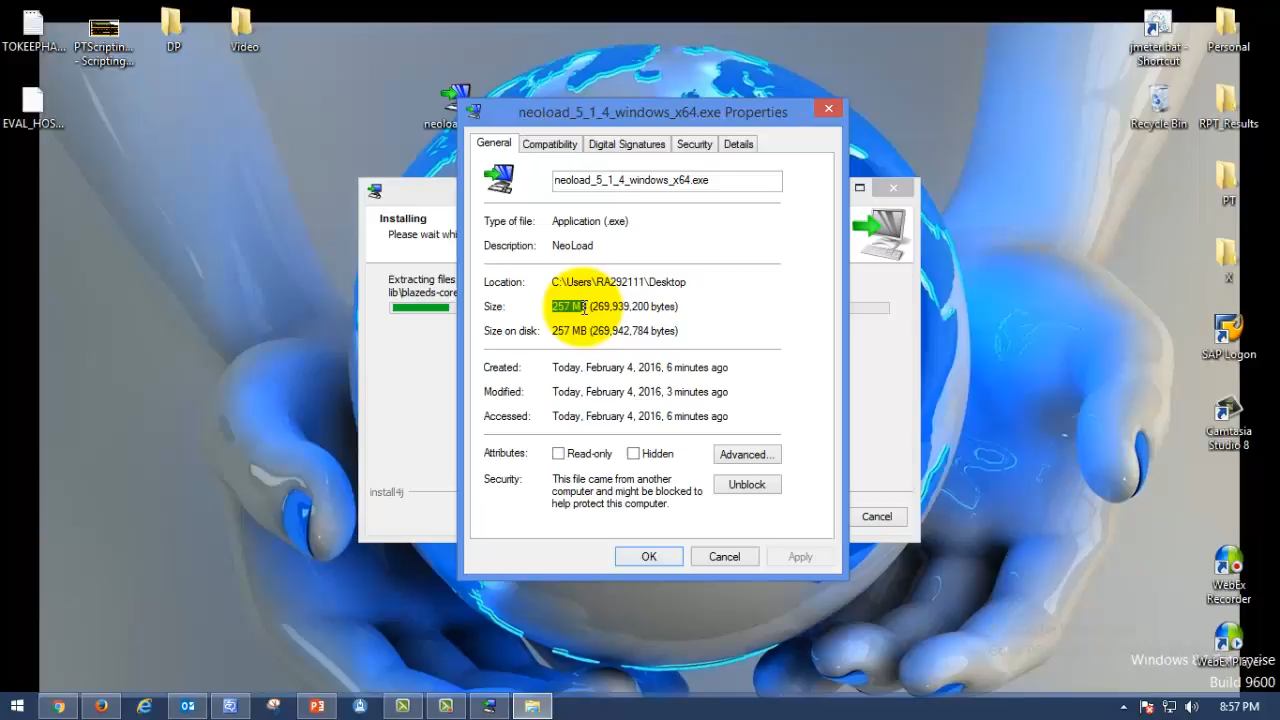 TOKEEPHA...
PTScriptin...
- Scripting...
DP
Video
jmeter.bat -
Shortcut
Personal
EVAL_HOS...
neoload
Recycle Bin
RPT_Results
PT
X
SAP Logon
Camtasia
Studio 8
WebEx
Recorder
neoload_5_1_4_windows_x64.exe Properties
General
Compatibility
Digital Signatures
Security
Details
neoload_5_1_4_windows_x64.exe
Type of file: Application (.exe)
Description: NeoLoad
Location: C:\Users\RA292111\Desktop
Size: 257 MB (269,939,200 bytes)
Size on disk: 257 MB (269,942,784 bytes)
Created: Today, February 4, 2016, 6 minutes ago
Modified: Today, February 4, 2016, 3 minutes ago
Accessed: Today, February 4, 2016, 6 minutes ago
Attributes: Read-only Hidden Advanced...
Security: This file came from another
computer and might be blocked to
help protect this computer.
Unblock
OK Cancel Apply
Installing
Please wait whi
Extracting files
lib\blazeds-core
install4j
Cancel
Windows 8
Build 9600
8:57 PM